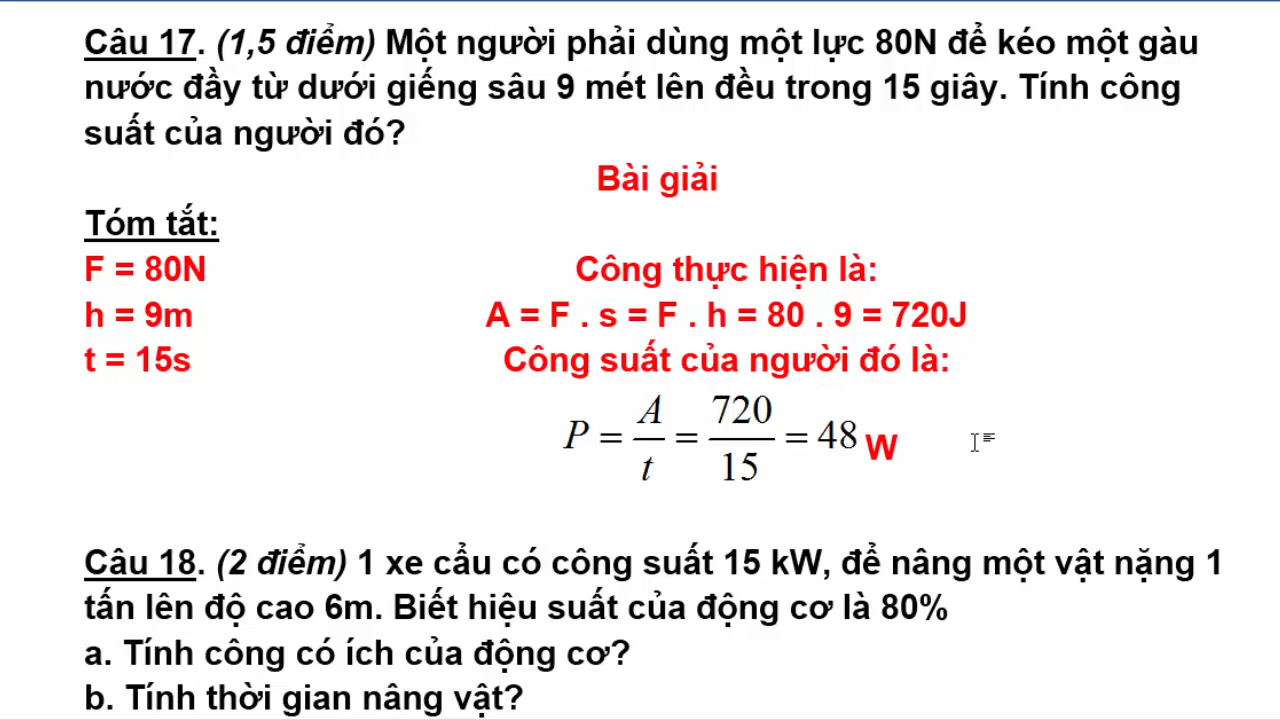 Câu 17. (1,5 điểm) Một người phải dùng một lực 80N để kéo một gàu
nước đầy từ dưới giếng sâu 9 mét lên đều trong 15 giây. Tính công
suất của người đó?
Bài giải
Tóm tắt:
F = 80N
Công thực hiện là:
h = 9m
A = F . s = F . h = 80 . 9 = 720J
t = 15s
Công suất của người đó là:
P = A/t = 720/15 = 48 W
Câu 18. (2 điểm) 1 xe cẩu có công suất 15 kW, để nâng một vật nặng 1
tấn lên độ cao 6m. Biết hiệu suất của động cơ là 80%
a. Tính công có ích của động cơ?
b. Tính thời gian nâng vật?